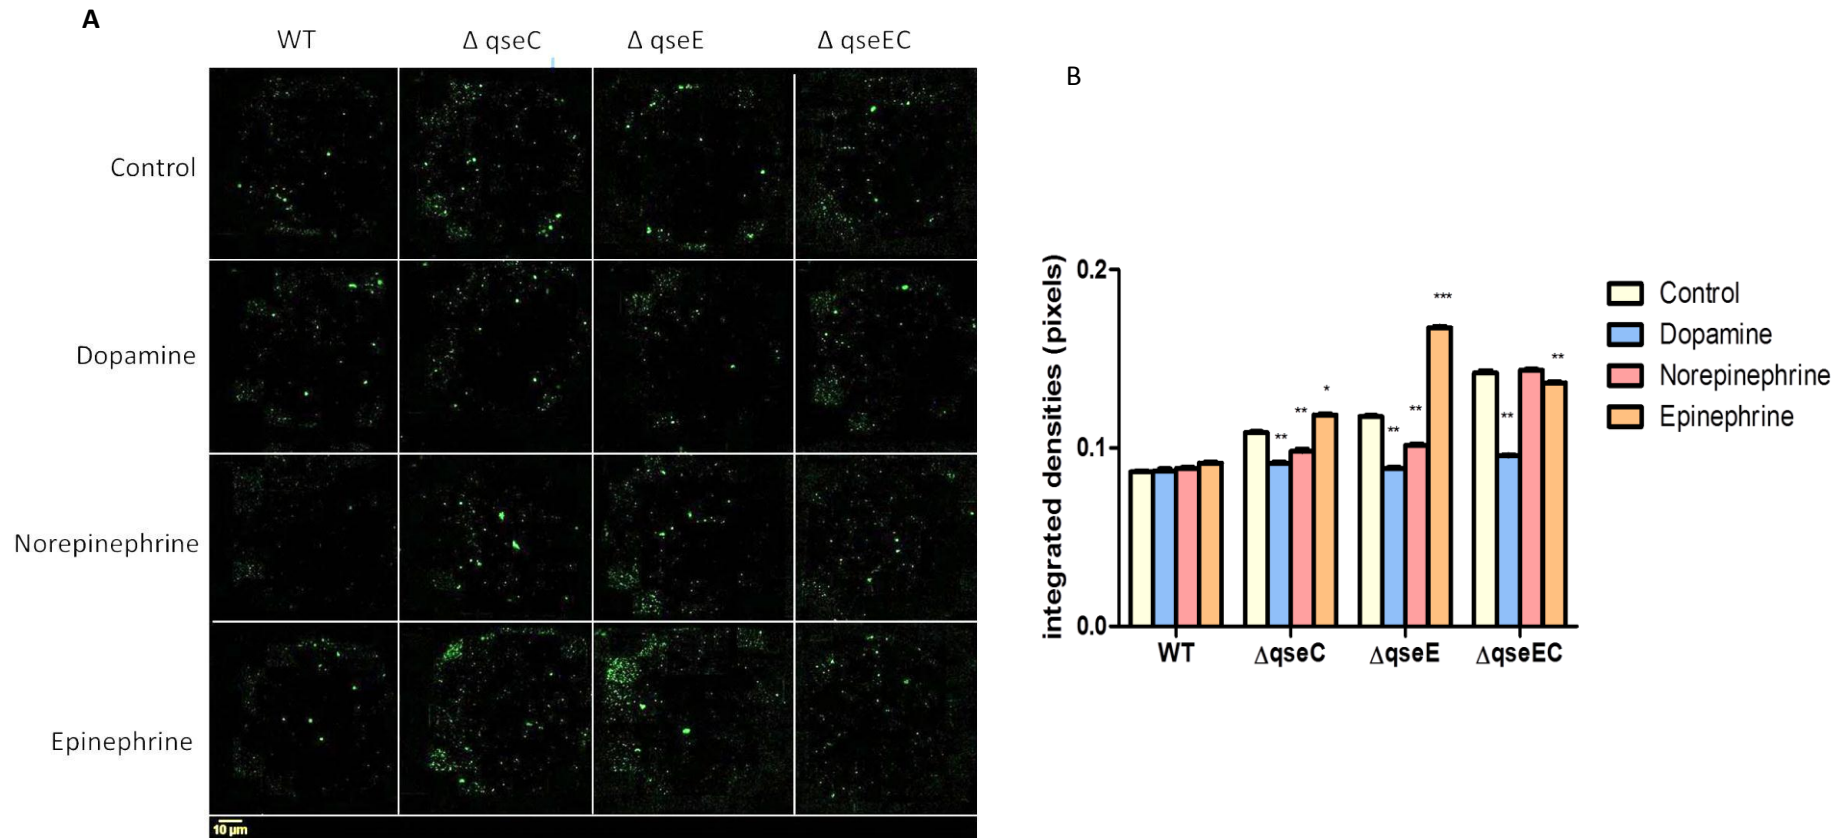 A
WT
Δ qseC
Δ qseE
Δ qseEC
Control
Dopamine
Norepinephrine
Epinephrine
10 µm
B
integrated densities (pixels)
0.2
0.1
0.0
** ** *
** ** ***
** **
WT
ΔqseC
ΔqseE
ΔqseEC
Control
Dopamine
Norepinephrine
Epinephrine